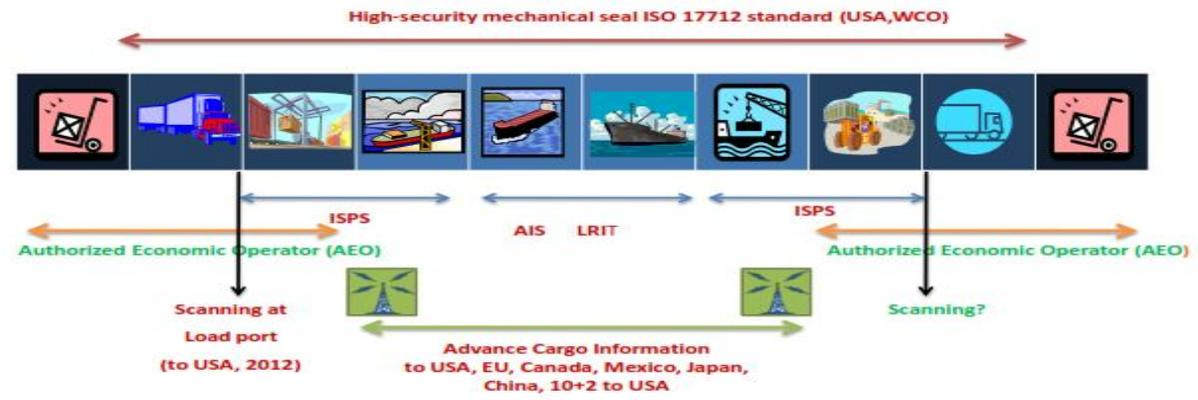 High-security mechanical seal ISO 17712 standard (USA,WCO)
ISPS
AIS LRIT
ISPS
Authorized Economic Operator (AEO)
Authorized Economic Operator (AEO)
Scanning at
Load port
(to USA, 2012)
Scanning?
Advance Cargo Information
to USA, EU, Canada, Mexico, Japan,
China, 10+2 to USA